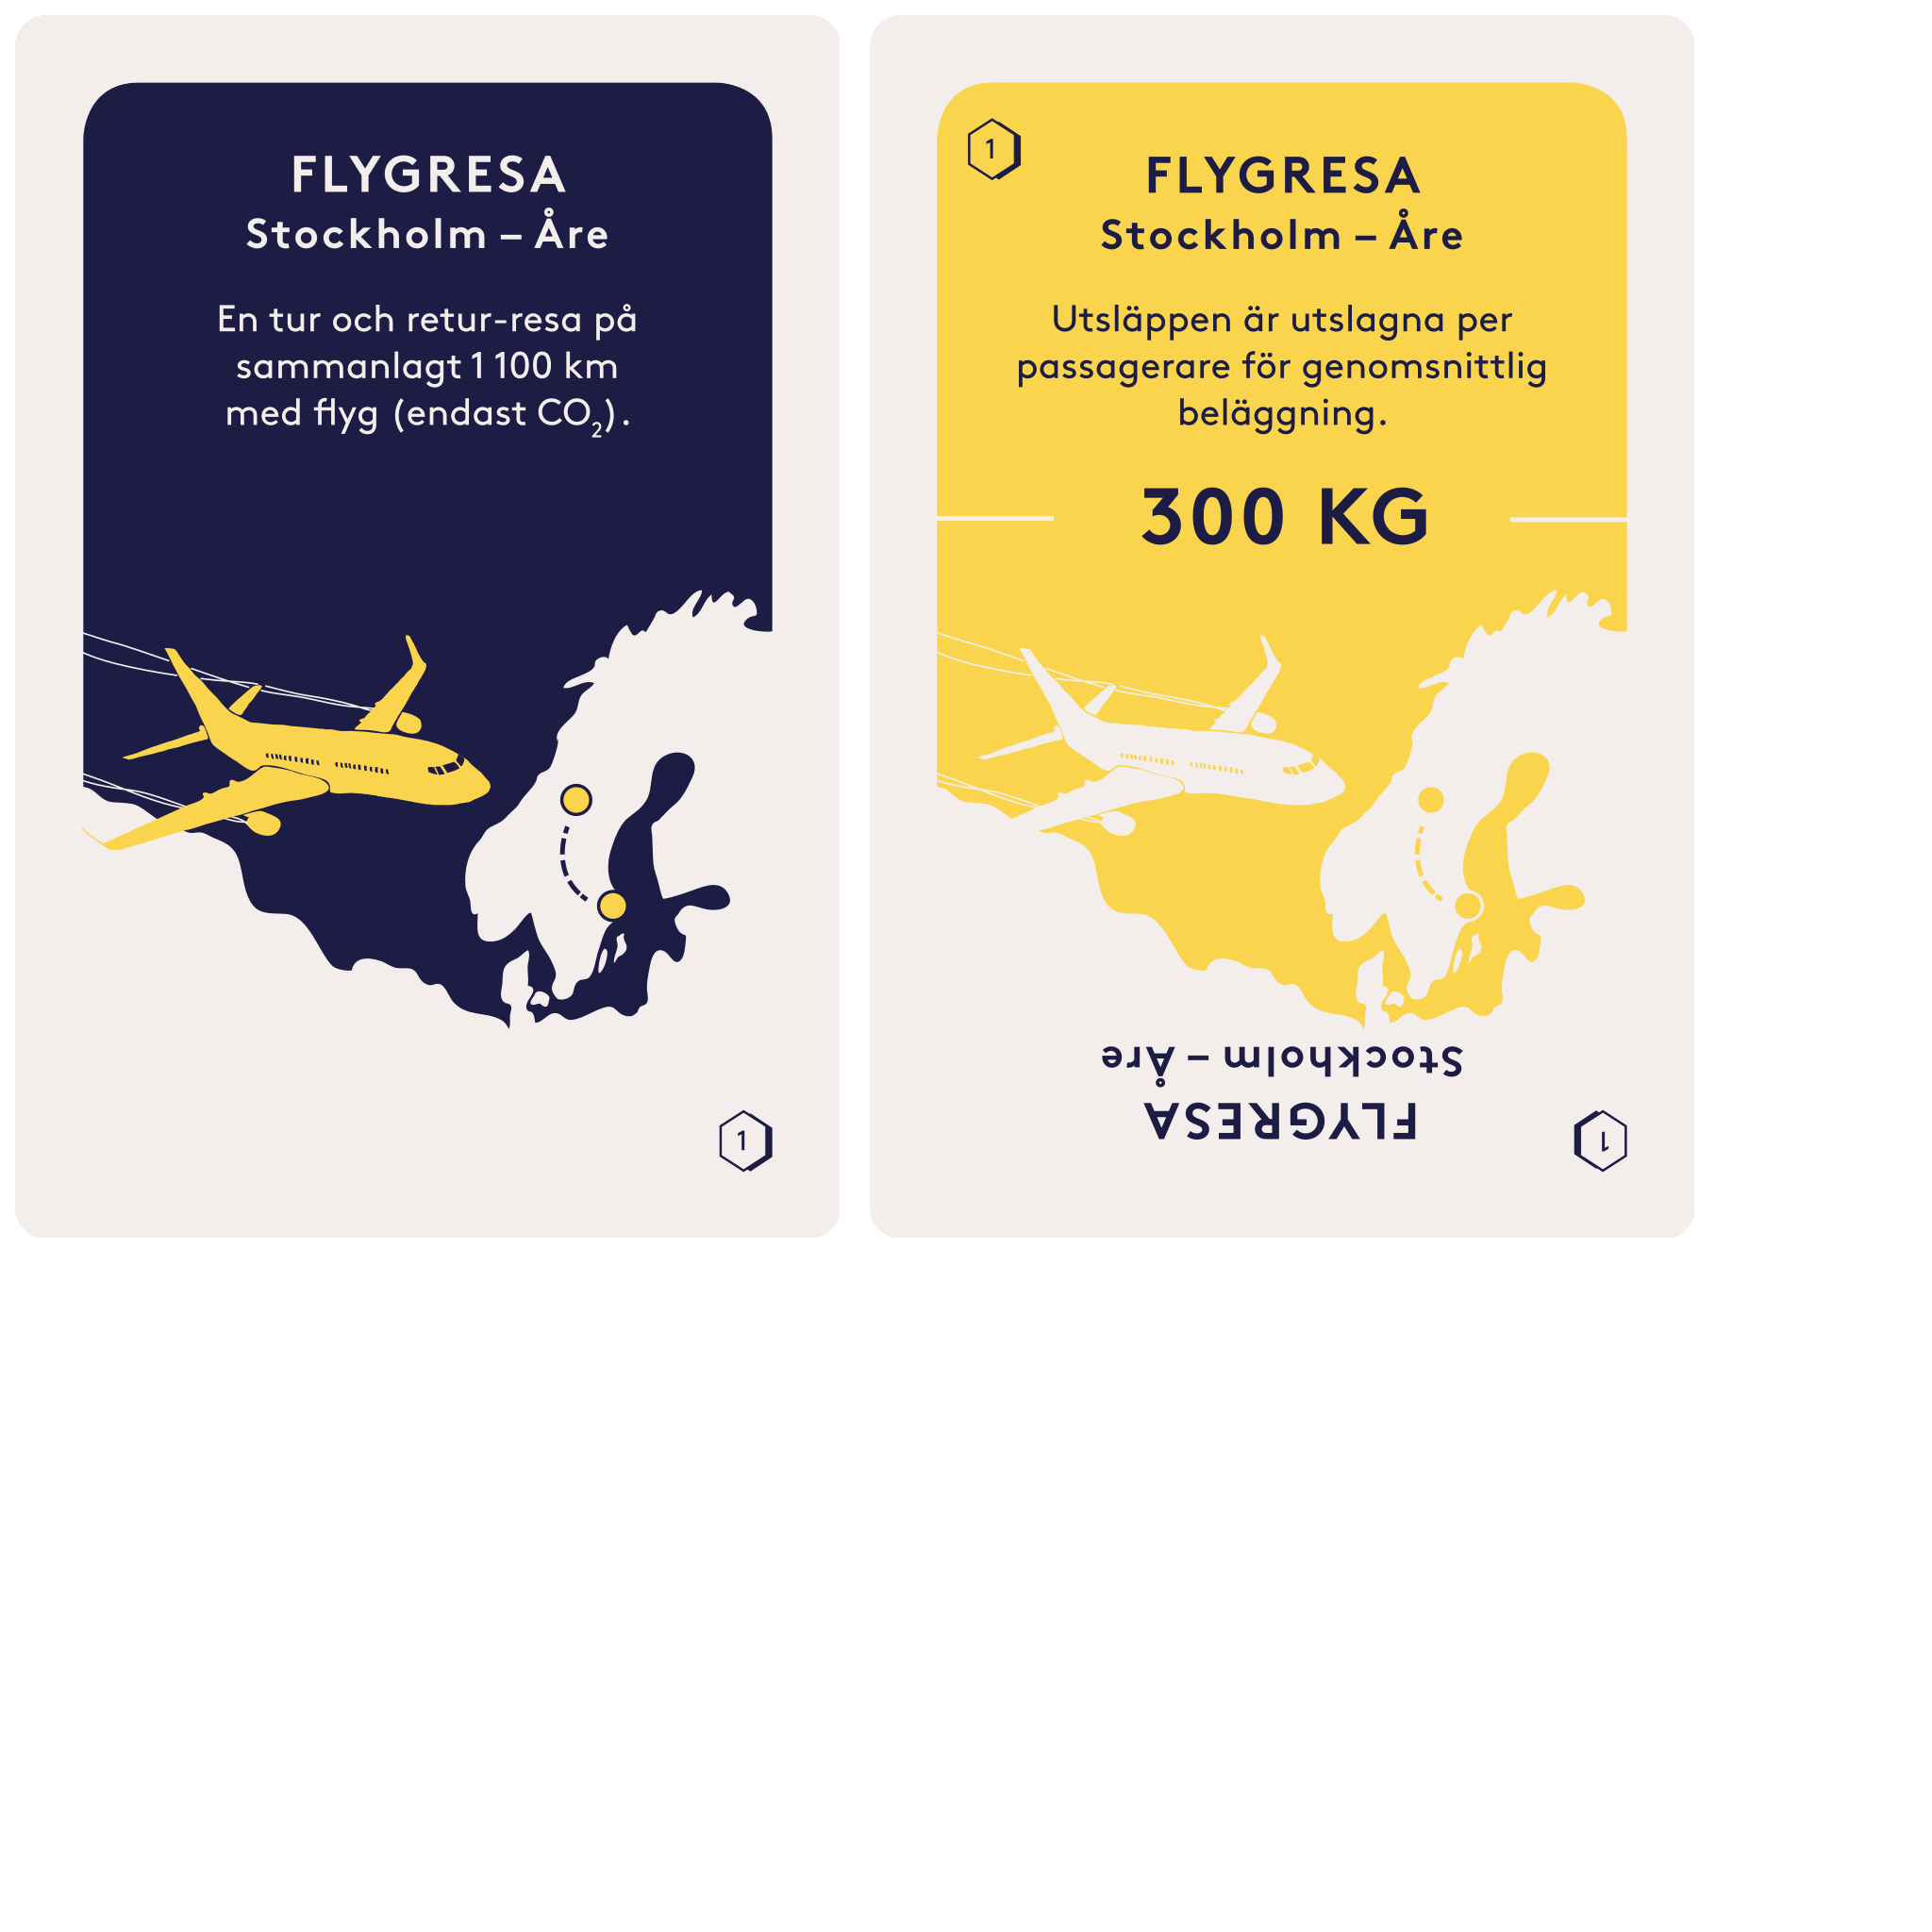 FLYGRESA
Stockholm – Åre
En tur och retur-resa på
sammanlagt 1 100 km
med flyg (endast CO₂).
1
1
FLYGRESA
Stockholm – Åre
Utsläppen är utslagna per
passagerare för genomsnittlig
beläggning.
300 KG
Stockholm – Åre
FLYGRESA
1